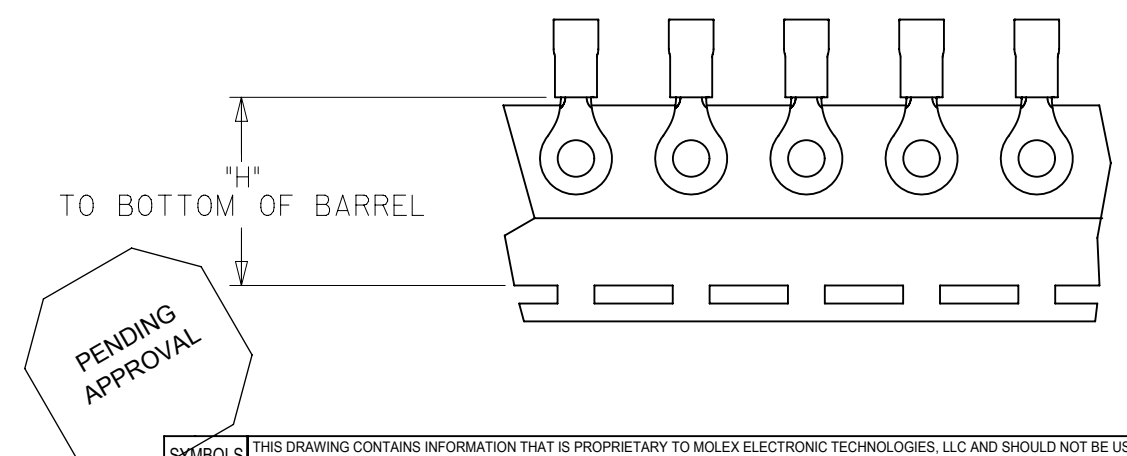 "H"
TO BOTTOM OF BARREL
PENDING
APPROVAL
SYMBOLS
THIS DRAWING CONTAINS INFORMATION THAT IS PROPRIETARY TO MOLEX ELECTRONIC TECHNOLOGIES, LLC AND SHOULD NOT BE US